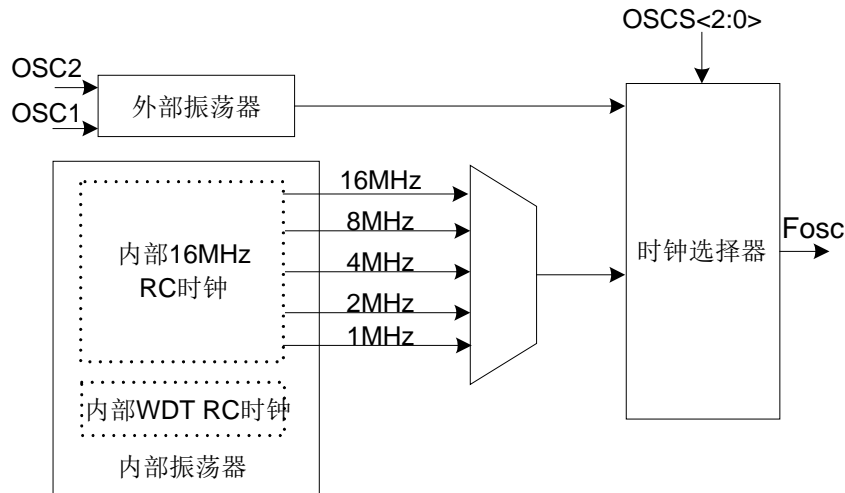 OSCS<2:0>
OSC2
OSC1
外部振荡器
16MHz
8MHz
4MHz
2MHz
1MHz
内部16MHz
RC时钟
时钟选择器
Fosc
内部WDT RC时钟
内部振荡器